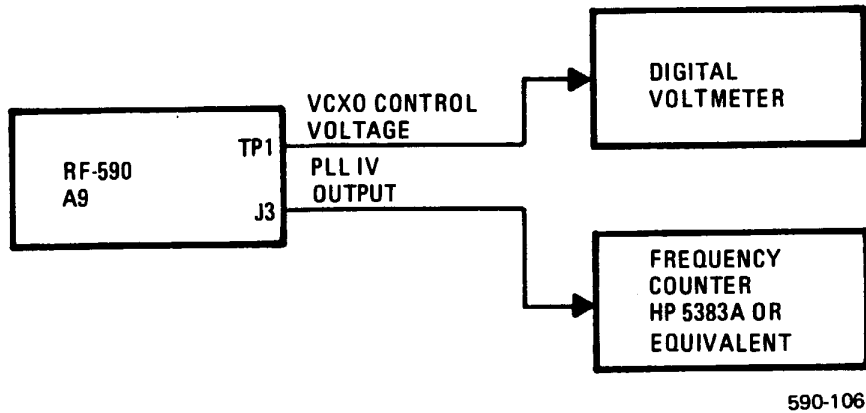 RF-590
A9
TP1
J3
VCXO CONTROL
VOLTAGE
PLL IV
OUTPUT
DIGITAL
VOLTMETER
FREQUENCY
COUNTER
HP 5383A OR
EQUIVALENT
590-106